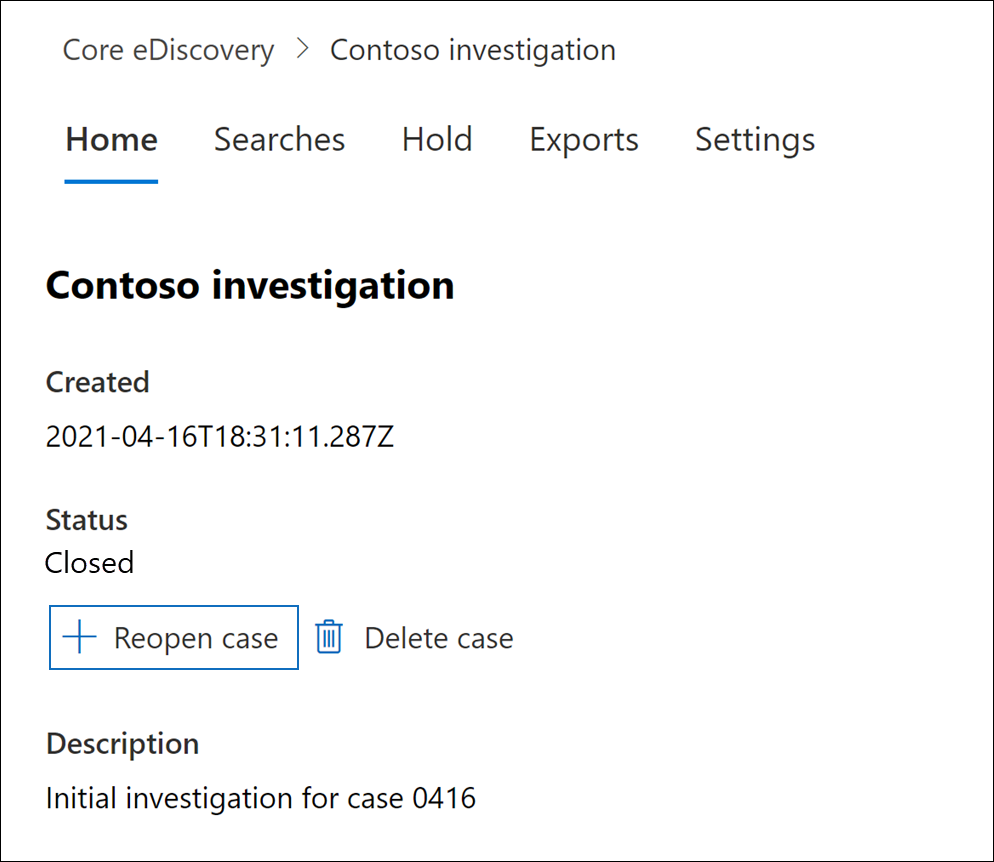 Core eDiscovery > Contoso investigation
Home Searches Hold Exports Settings
Contoso investigation
Created
2021-04-16T18:31:11.287Z
Status
Closed
Reopen case Delete case
Description
Initial investigation for case 0416